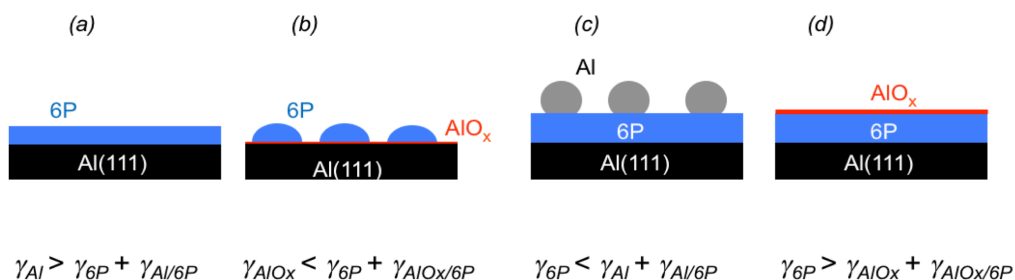 (a) (b) (c) (d)
Al
6P 6P AlOx AlOx
6P 6P
Al(111) Al(111) Al(111) Al(111)
γAl > γ6P + γAl/6P γAlOx < γ6P + γAlOx/6P γ6P < γAl + γAl/6P γ6P > γAlOx + γAlOx/6P